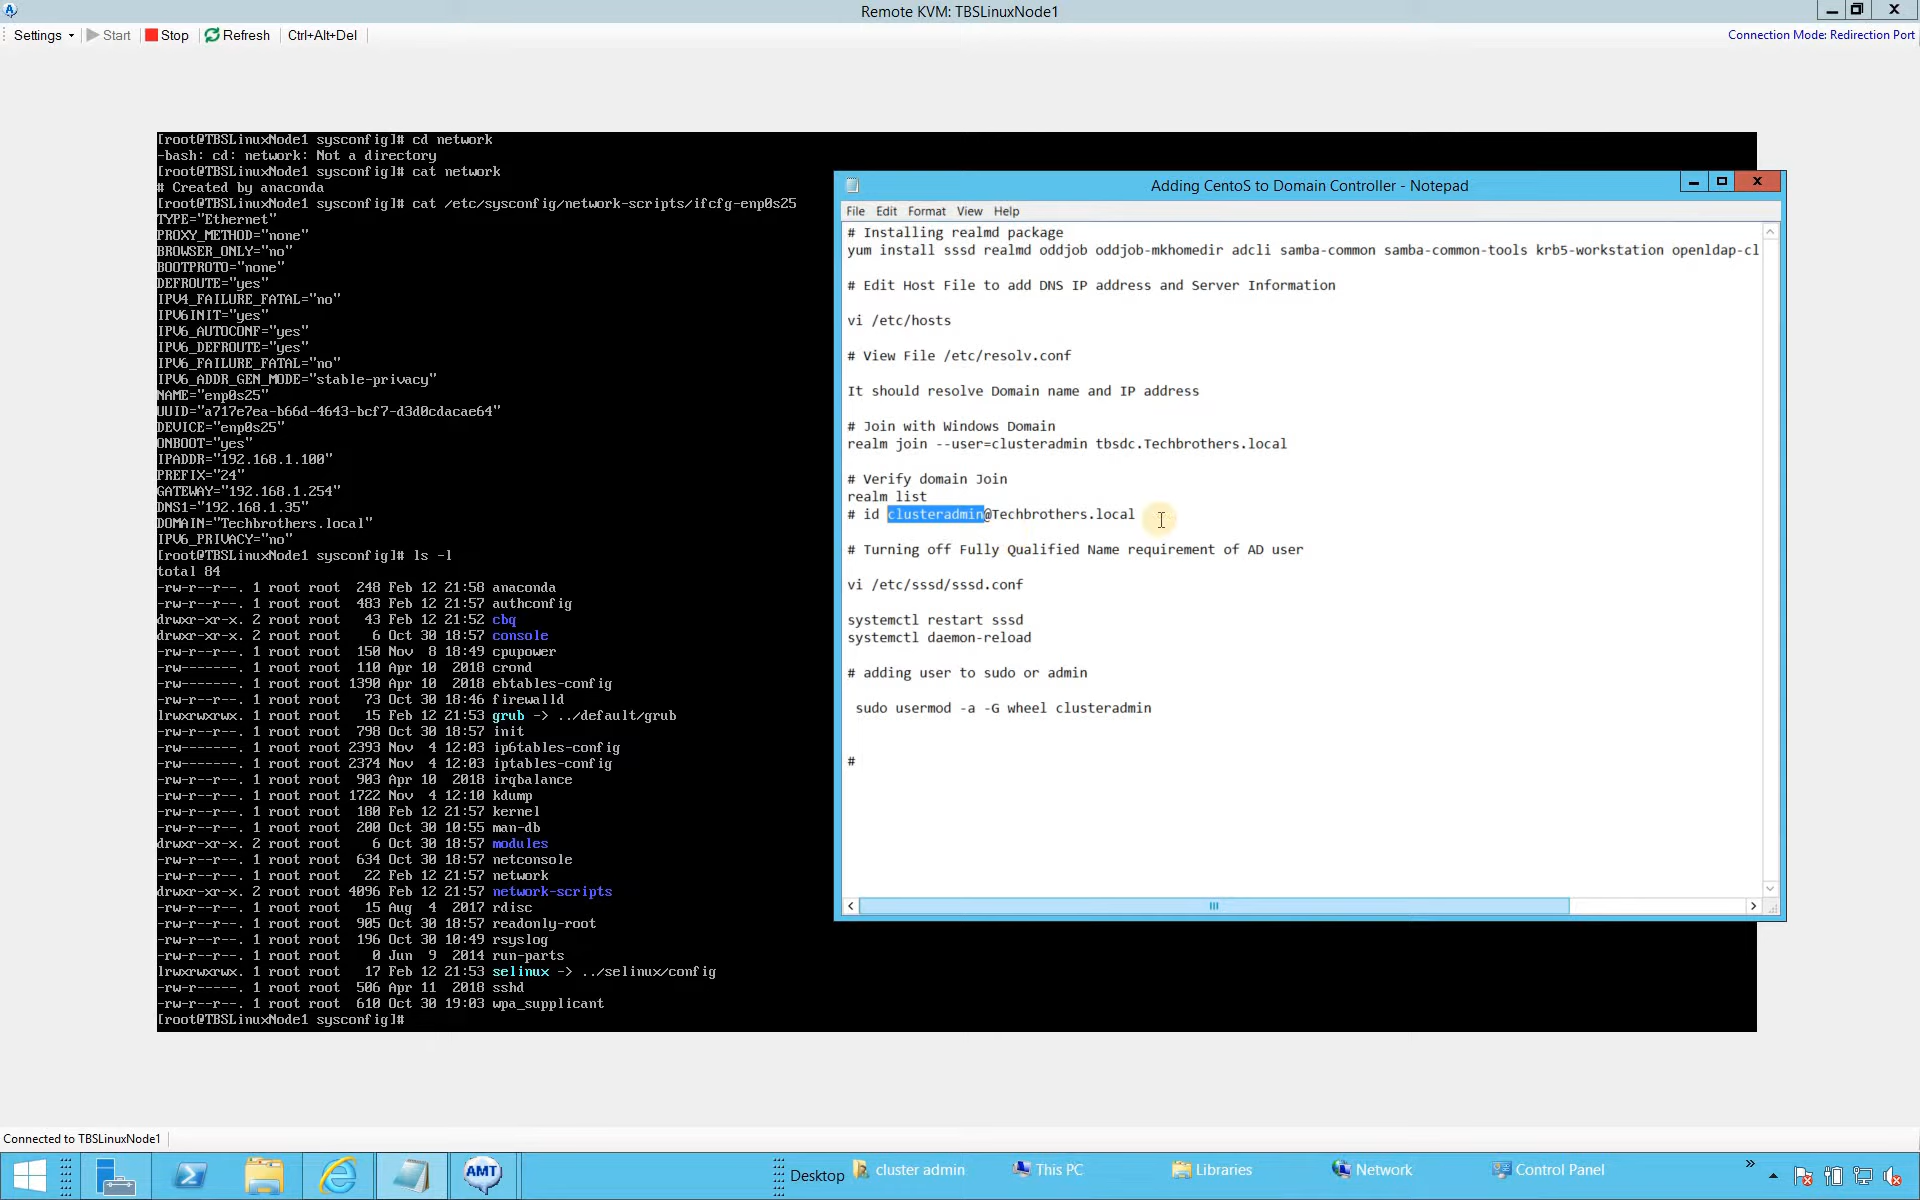 Remote KVM: TBSLinuxNode1
Settings Start Stop Refresh Ctrl+Alt+Del
Connection Mode: Redirection Port
[root@TBSLinuxNode1 sysconfig]# cd network
-bash: cd: network: Not a directory
[root@TBSLinuxNode1 sysconfig]# cat network
# Created by anaconda
[root@TBSLinuxNode1 sysconfig]# cat /etc/sysconfig/network-scripts/ifcfg-enp0s25
TYPE="Ethernet"
PROXY_METHOD="none"
BROWSER_ONLY="no"
BOOTPROTO="none"
DEFROUTE="yes"
IPV4_FAILURE_FATAL="no"
IPV6INIT="yes"
IPV6_AUTOCONF="yes"
IPV6_DEFROUTE="yes"
IPV6_FAILURE_FATAL="no"
IPV6_ADDR_GEN_MODE="stable-privacy"
NAME="enp0s25"
UUID="a717e7ea-b66d-4643-bcf7-d3d0cdacae64"
DEVICE="enp0s25"
ONBOOT="yes"
IPADDR="192.168.1.100"
PREFIX="24"
GATEWAY="192.168.1.254"
DNS1="192.168.1.35"
DOMAIN="Techbrothers.local"
IPV6_PRIVACY="no"
[root@TBSLinuxNode1 sysconfig]# ls -l
total 84
-rw-r--r--. 1 root root 248 Feb 12 21:58 anaconda
-rw-r--r--. 1 root root 483 Feb 12 21:57 authconfig
drwxr-xr-x. 2 root root 43 Feb 12 21:52 cbq
drwxr-xr-x. 2 root root 6 Oct 30 18:57 console
-rw-r--r--. 1 root root 150 Nov 8 18:49 cpupower
-rw-------. 1 root root 110 Apr 10 2018 crond
-rw-------. 1 root root 1390 Apr 10 2018 ebtables-config
-rw-r--r--. 1 root root 73 Oct 30 18:46 firewalld
lrwxrwxrwx. 1 root root 15 Feb 12 21:53 grub -> ../default/grub
-rw-r--r--. 1 root root 798 Oct 30 18:57 init
-rw-------. 1 root root 2393 Nov 4 12:03 ip6tables-config
-rw-------. 1 root root 2374 Nov 4 12:03 iptables-config
-rw-r--r--. 1 root root 903 Apr 10 2018 irqbalance
-rw-r--r--. 1 root root 1722 Nov 4 12:10 kdump
-rw-r--r--. 1 root root 180 Feb 12 21:57 kernel
-rw-r--r--. 1 root root 200 Oct 30 10:55 man-db
drwxr-xr-x. 2 root root 6 Oct 30 18:57 modules
-rw-r--r--. 1 root root 634 Oct 30 18:57 netconsole
-rw-r--r--. 1 root root 22 Feb 12 21:57 network
drwxr-xr-x. 2 root root 4096 Feb 12 21:57 network-scripts
-rw-r--r--. 1 root root 15 Aug 4 2017 rdisc
-rw-r--r--. 1 root root 905 Oct 30 18:57 readonly-root
-rw-r--r--. 1 root root 196 Oct 30 10:49 rsyslog
-rw-r--r--. 1 root root 0 Jun 9 2014 run-parts
lrwxrwxrwx. 1 root root 17 Feb 12 21:53 selinux -> ../selinux/config
-rw-r-----. 1 root root 506 Apr 11 2018 sshd
-rw-r--r--. 1 root root 610 Oct 30 19:03 wpa_supplicant
[root@TBSLinuxNode1 sysconfig]#
Adding CentoS to Domain Controller - Notepad
File Edit Format View Help
# Installing realmd package
yum install sssd realmd oddjob oddjob-mkhomedir adcli samba-common samba-common-tools krb5-workstation openldap-cl
# Edit Host File to add DNS IP address and Server Information
vi /etc/hosts
# View File /etc/resolv.conf
It should resolve Domain name and IP address
# Join with Windows Domain
realm join --user=clusteradmin tbsdc.Techbrothers.local
# Verify domain Join
realm list
# id clusteradmin@Techbrothers.local
# Turning off Fully Qualified Name requirement of AD user
vi /etc/sssd/sssd.conf
systemctl restart sssd
systemctl daemon-reload
# adding user to sudo or admin
sudo usermod -a -G wheel clusteradmin
#
Connected to TBSLinuxNode1
AMT
Desktop cluster admin This PC Libraries Network Control Panel